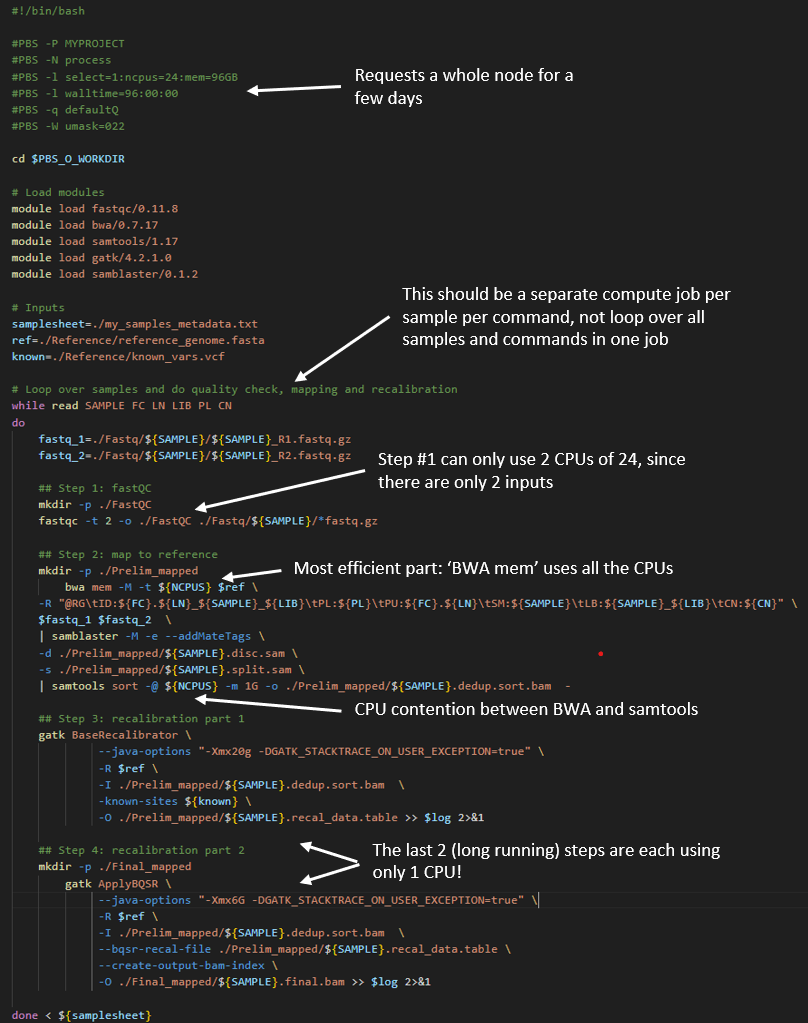 #!/bin/bash
#PBS -P MYPROJECT
#PBS -N process
#PBS -l select=1:ncpus=24:mem=96GB
#PBS -l walltime=96:00:00
#PBS -q defaultQ
#PBS -W umask=022
Requests a whole node for a
few days
cd $PBS_O_WORKDIR
# Load modules
module load fastqc/0.11.8
module load bwa/0.7.17
module load samtools/1.17
module load gatk/4.2.1.0
module load samblaster/0.1.2
# Inputs
samplesheet=./my_samples_metadata.txt
ref=./Reference/reference_genome.fasta
known=./Reference/known_vars.vcf
This should be a separate compute job per
sample per command, not loop over all
samples and commands in one job
# Loop over samples and do quality check, mapping and recalibration
while read SAMPLE FC LN LIB PL CN
do
fastq_1=./Fastq/${SAMPLE}/${SAMPLE}_R1.fastq.gz
fastq_2=./Fastq/${SAMPLE}/${SAMPLE}_R2.fastq.gz
Step #1 can only use 2 CPUs of 24, since
there are only 2 inputs
## Step 1: fastQC
mkdir -p ./FastQC
fastqc -t 2 -o ./FastQC ./Fastq/${SAMPLE}/*fastq.gz
## Step 2: map to reference
mkdir -p ./Prelim_mapped
Most efficient part: ‘BWA mem’ uses all the CPUs
bwa mem -M -t ${NCPUS} $ref \
-R "@RG\tID:${FC}.${LN}_${SAMPLE}_${LIB}\tPL:${PL}\tPU:${FC}.${LN}\tSM:${SAMPLE}\tLB:${SAMPLE}_${LIB}\tCN:${CN}" \
$fastq_1 $fastq_2 \
| samblaster -M -e --addMateTags \
-d ./Prelim_mapped/${SAMPLE}.disc.sam \
-s ./Prelim_mapped/${SAMPLE}.split.sam \
| samtools sort -@ ${NCPUS} -m 1G -o ./Prelim_mapped/${SAMPLE}.dedup.sort.bam -
CPU contention between BWA and samtools
## Step 3: recalibration part 1
gatk BaseRecalibrator \
--java-options "-Xmx20g -DGATK_STACKTRACE_ON_USER_EXCEPTION=true" \
-R $ref \
-I ./Prelim_mapped/${SAMPLE}.dedup.sort.bam \
-known-sites ${known} \
-O ./Prelim_mapped/${SAMPLE}.recal_data.table >> $log 2>&1
The last 2 (long running) steps are each using
only 1 CPU!
## Step 4: recalibration part 2
mkdir -p ./Final_mapped
gatk ApplyBQSR \
--java-options "-Xmx6G -DGATK_STACKTRACE_ON_USER_EXCEPTION=true" \
-R $ref \
-I ./Prelim_mapped/${SAMPLE}.dedup.sort.bam \
--bqsr-recal-file ./Prelim_mapped/${SAMPLE}.recal_data.table \
--create-output-bam-index \
-O ./Final_mapped/${SAMPLE}.final.bam >> $log 2>&1
done < ${samplesheet}